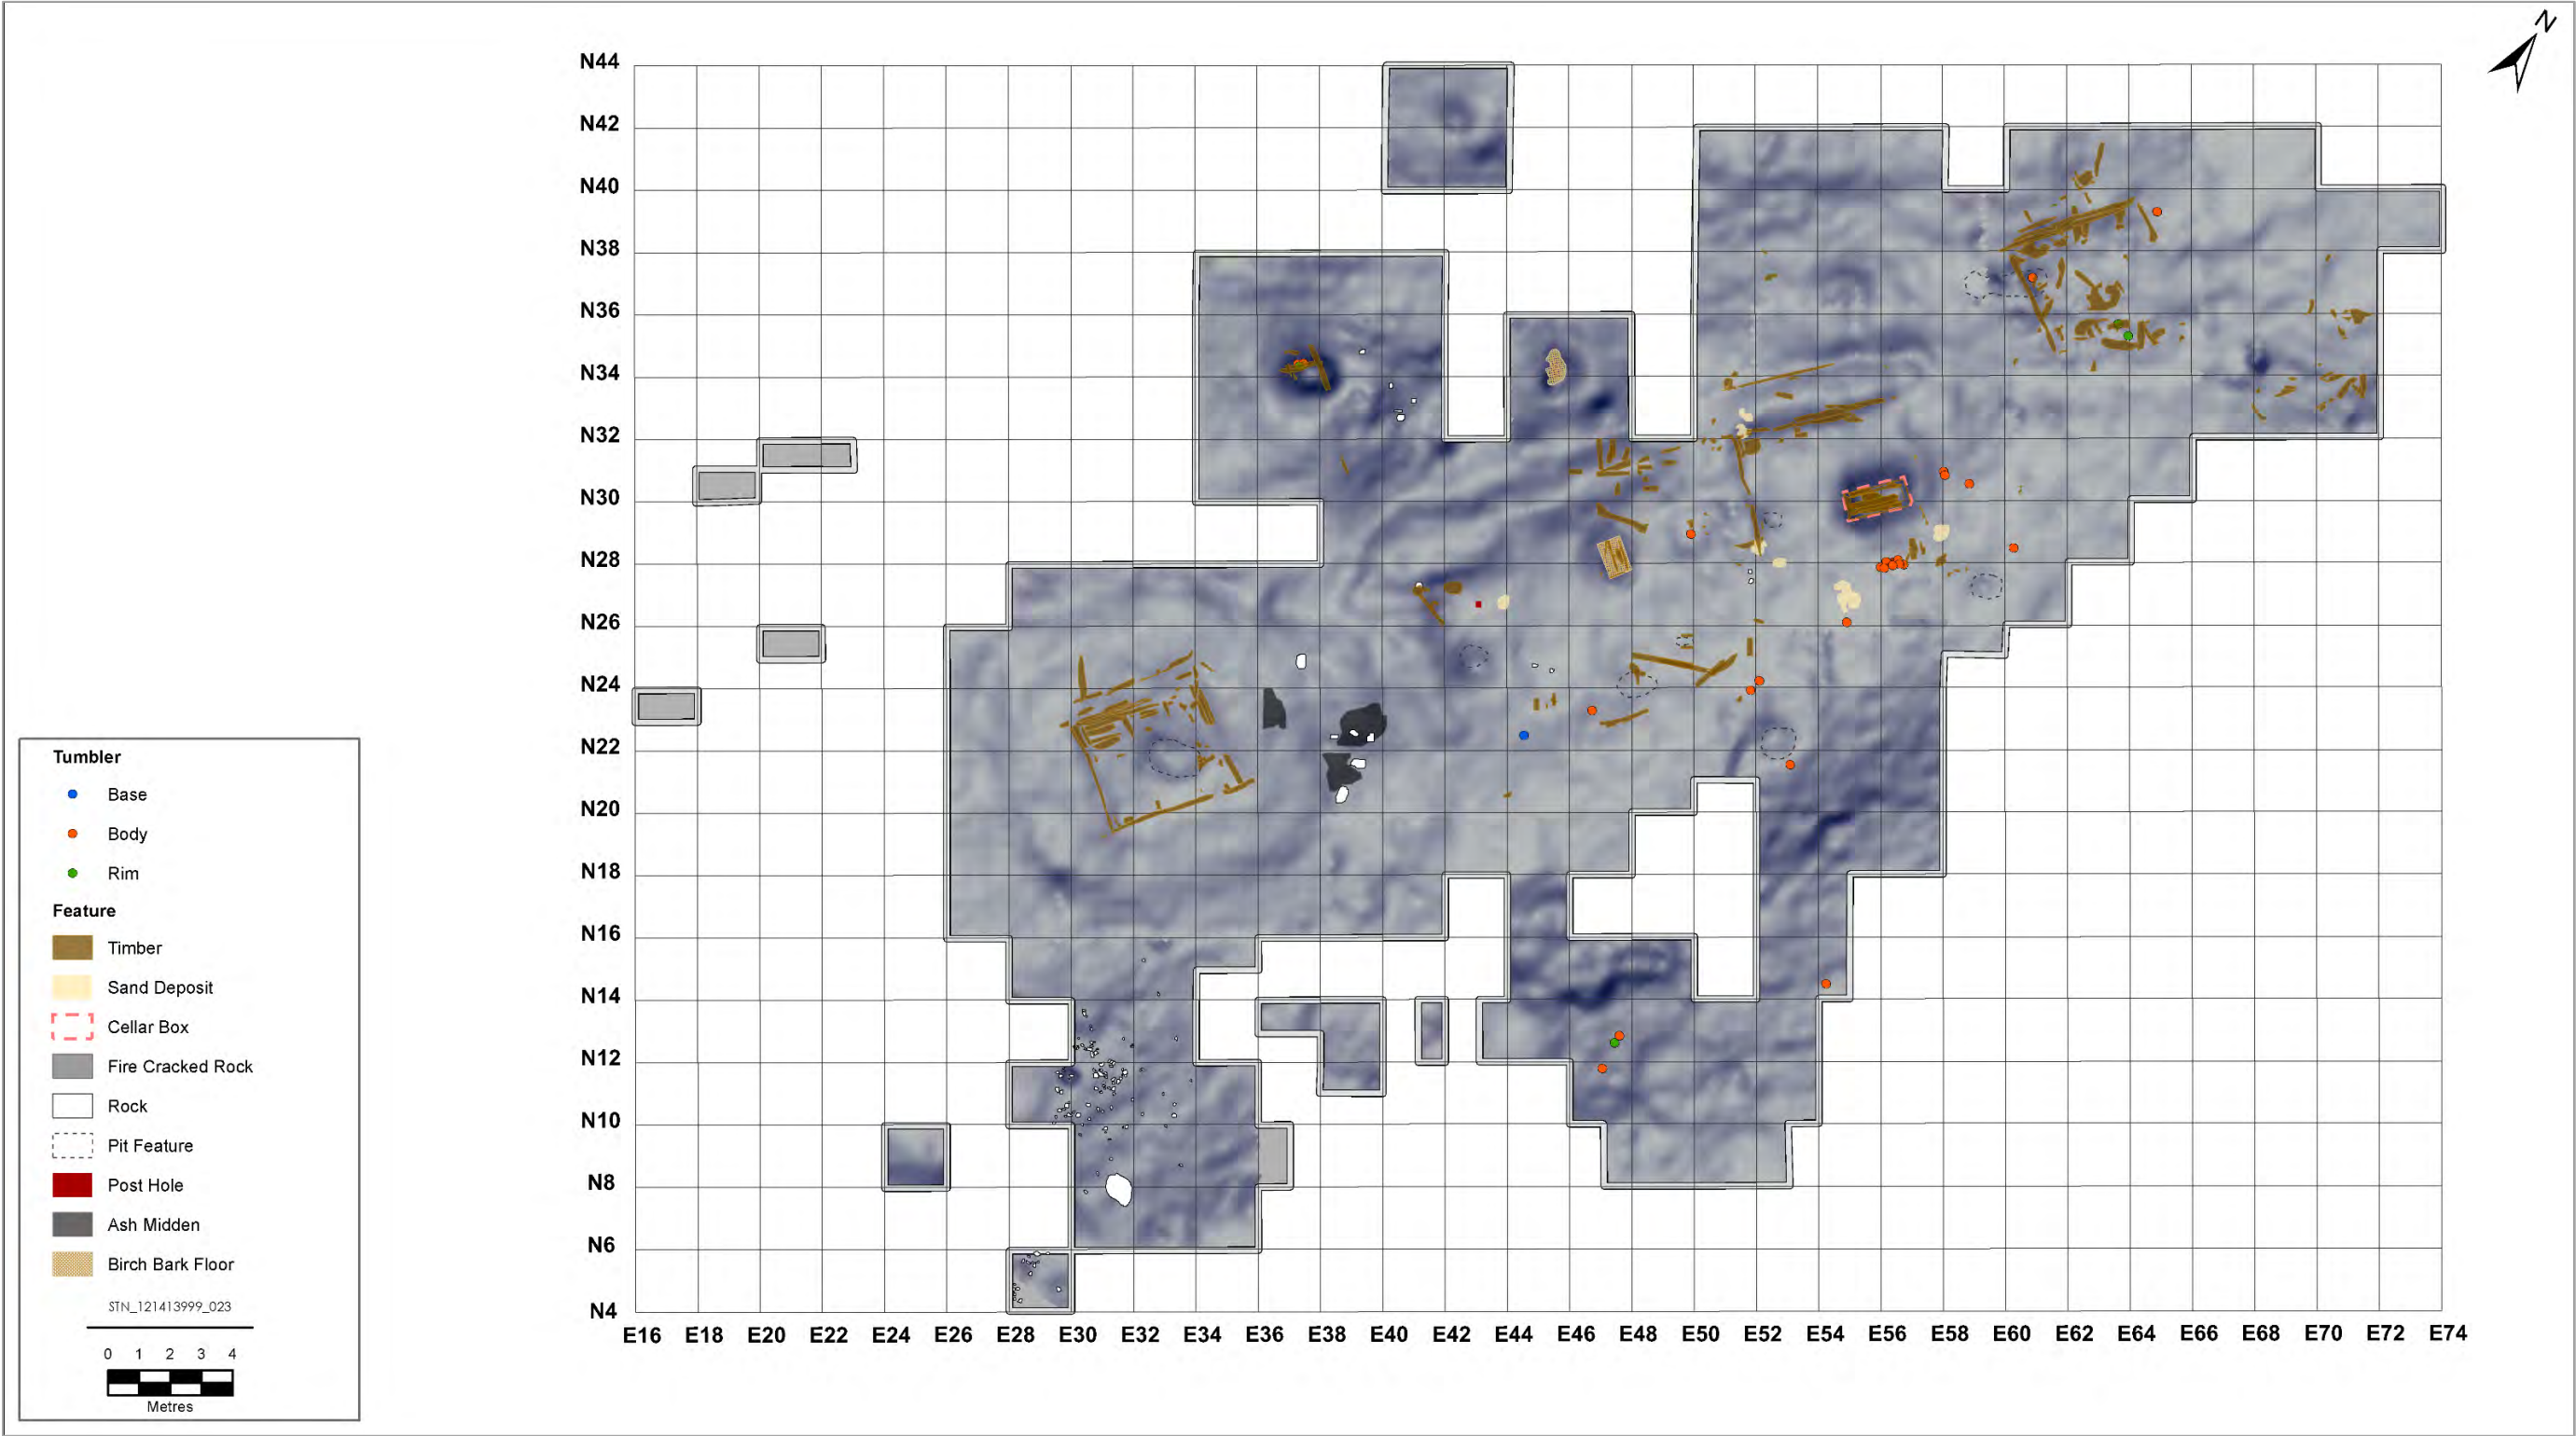 N
N44
N42
N40
N38
N36
N34
N32
N30
N28
N26
N24
N22
N20
N18
N16
N14
N12
N10
N8
N6
N4
E16 E18 E20 E22 E24 E26 E28 E30 E32 E34 E36 E38 E40 E42 E44 E46 E48 E50 E52 E54 E56 E58 E60 E62 E64 E66 E68 E70 E72 E74
Tumbler
Base
Body
Rim
Feature
Timber
Sand Deposit
Cellar Box
Fire Cracked Rock
Rock
Pit Feature
Post Hole
Ash Midden
Birch Bark Floor
STN_121413999_023
0 1 2 3 4
Metres